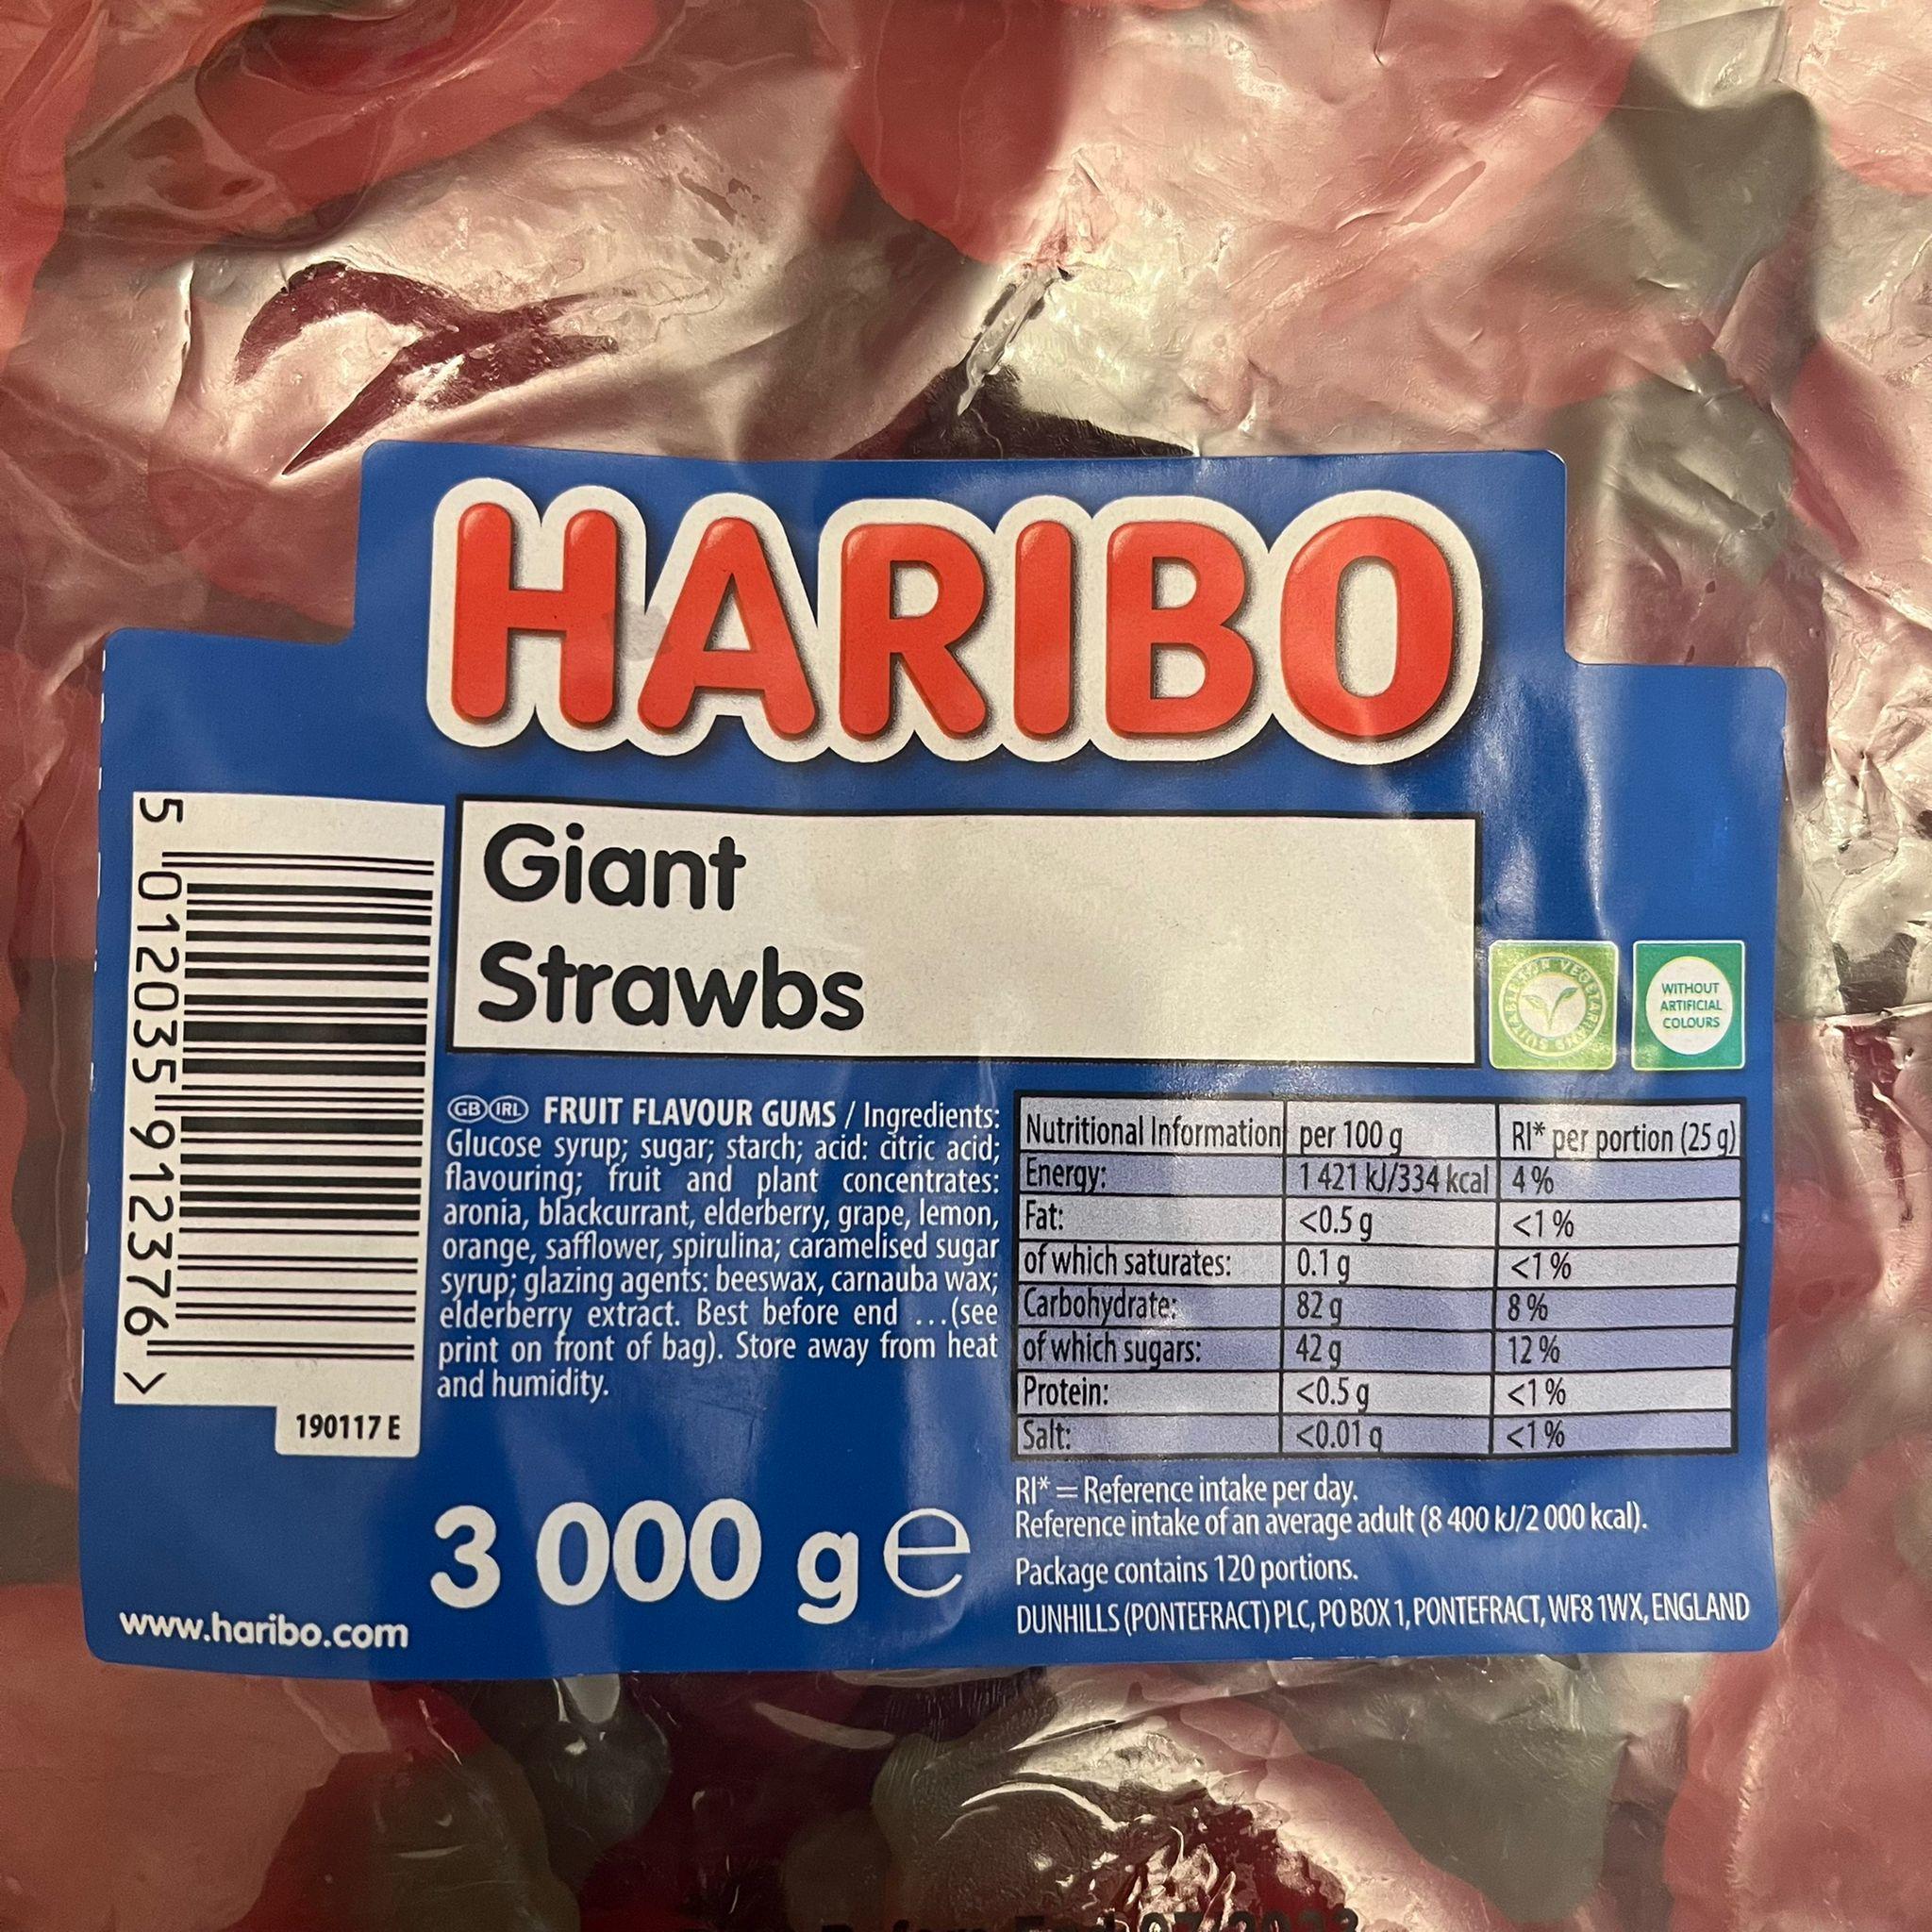 HARIBO
Giant
Strawbs
5 012035 912376 >
190117 E
SUITABLE FOR VEGETARIANS
WITHOUT
ARTIFICIAL
COLOURS
GB IRL FRUIT FLAVOUR GUMS / Ingredients:
Glucose syrup; sugar; starch; acid: citric acid;
flavouring; fruit and plant concentrates:
aronia, blackcurrant, elderberry, grape, lemon,
orange, safflower, spirulina; caramelised sugar
syrup; glazing agents: beeswax, carnauba wax;
elderberry extract. Best before end ...(see
print on front of bag). Store away from heat
and humidity.
Nutritional Information per 100 g RI* per portion (25 g)
Energy: 1 421 kJ/334 kcal 4 %
Fat: <0.5 g <1 %
of which saturates: 0.1 g <1 %
Carbohydrate: 82 g 8 %
of which sugars: 42 g 12 %
Protein: <0.5 g <1 %
Salt: <0.01 g <1 %
RI* = Reference intake per day.
Reference intake of an average adult (8 400 kJ/2 000 kcal).
Package contains 120 portions.
DUNHILLS (PONTEFRACT) PLC, PO BOX 1, PONTEFRACT, WF8 1WX, ENGLAND
3 000 g e
www.haribo.com